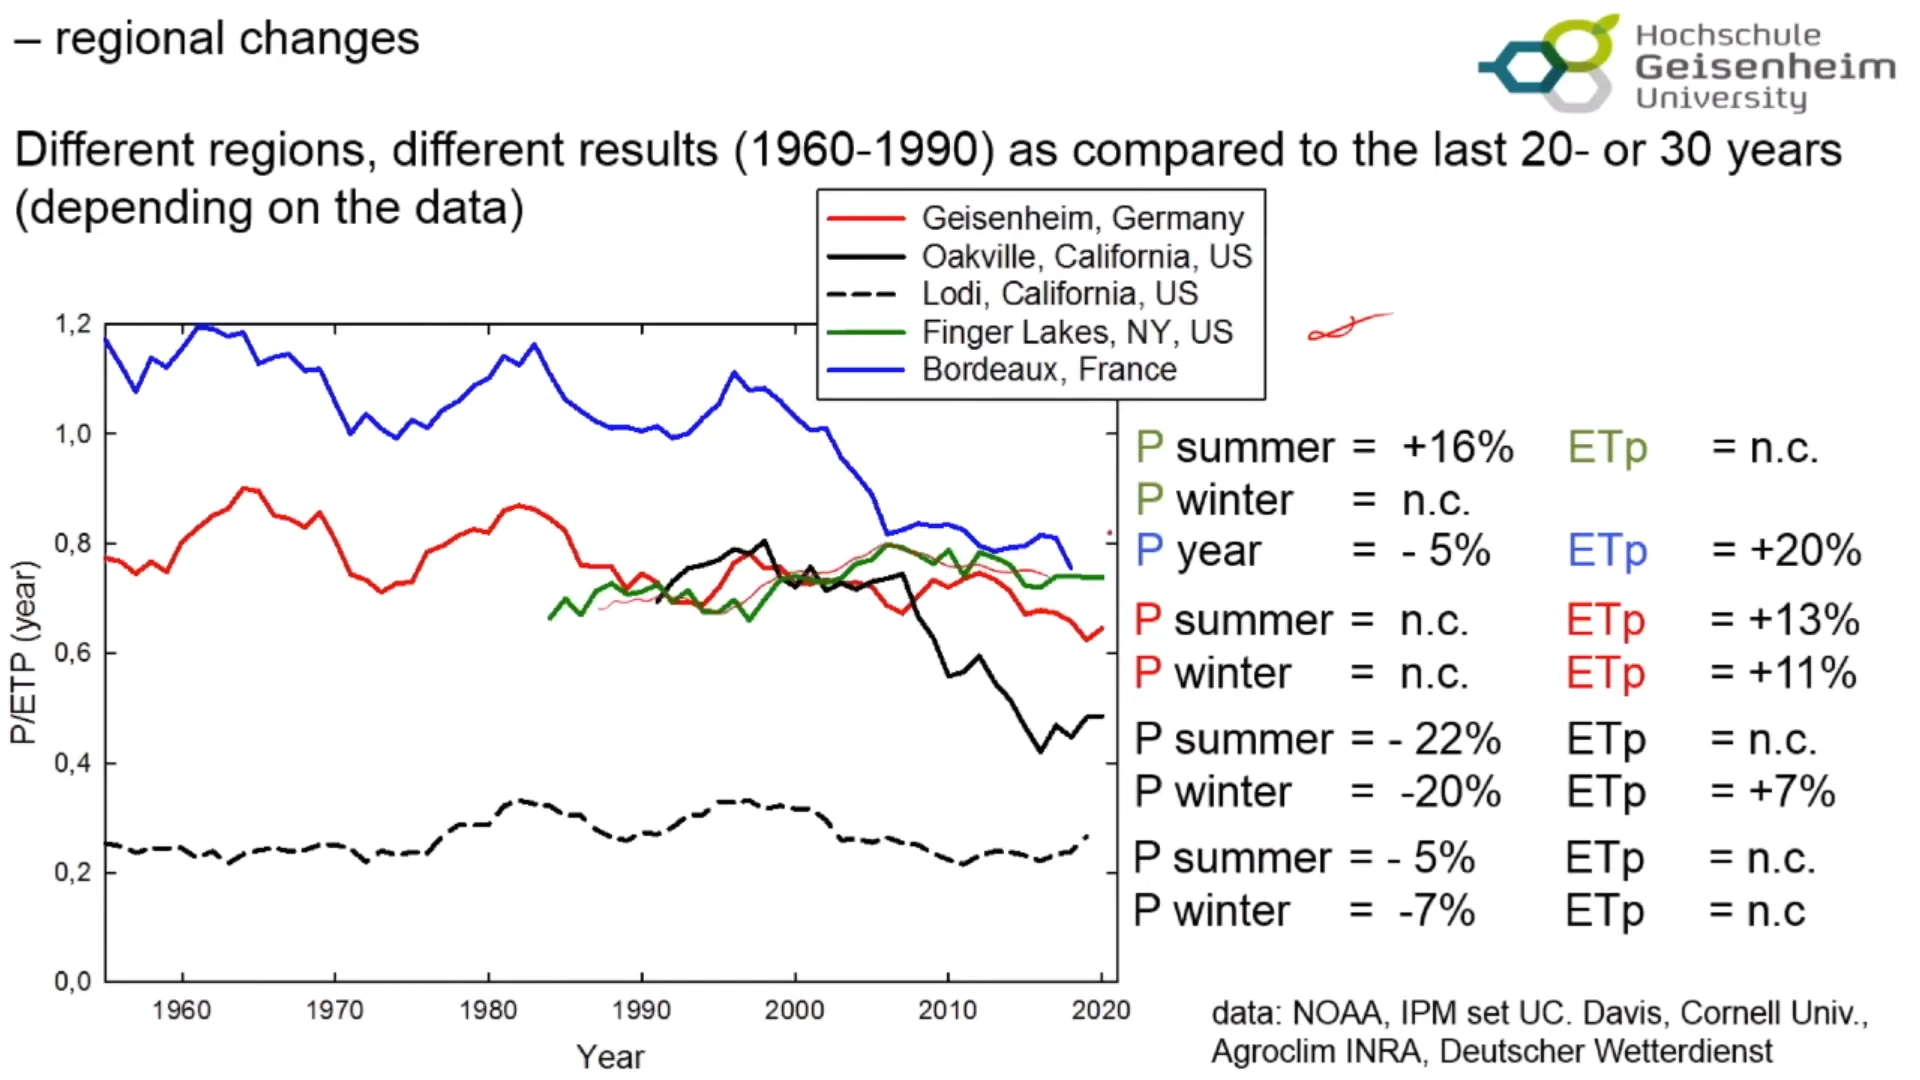 – regional changes
Hochschule
Geisenheim
University
Different regions, different results (1960-1990) as compared to the last 20- or 30 years
(depending on the data)
Geisenheim, Germany
Oakville, California, US
Lodi, California, US
Finger Lakes, NY, US
Bordeaux, France
P/ETP (year)
1,2
1,0
0,8
0,6
0,4
0,2
0,0
1960 1970 1980 1990 2000 2010 2020
Year
P summer = +16% ETp = n.c.
P winter = n.c.
P year = - 5% ETp = +20%
P summer = n.c. ETp = +13%
P winter = n.c. ETp = +11%
P summer = - 22% ETp = n.c.
P winter = -20% ETp = +7%
P summer = - 5% ETp = n.c.
P winter = -7% ETp = n.c
data: NOAA, IPM set UC. Davis, Cornell Univ.,
Agroclim INRA, Deutscher Wetterdienst